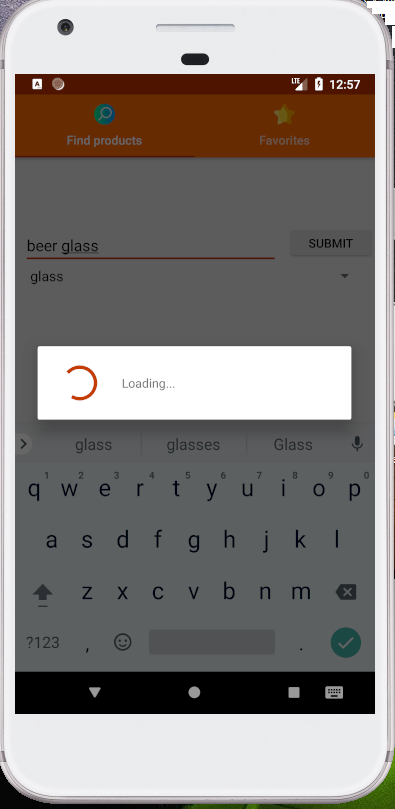 A LTE 12:57
Find products Favorites
beer glass SUBMIT
glass
Loading...
glass glasses Glass
1 2 3 4 5 6 7 8 9 0
q w e r t y u i o p
a s d f g h j k l
z x c v b n m
?123 , .